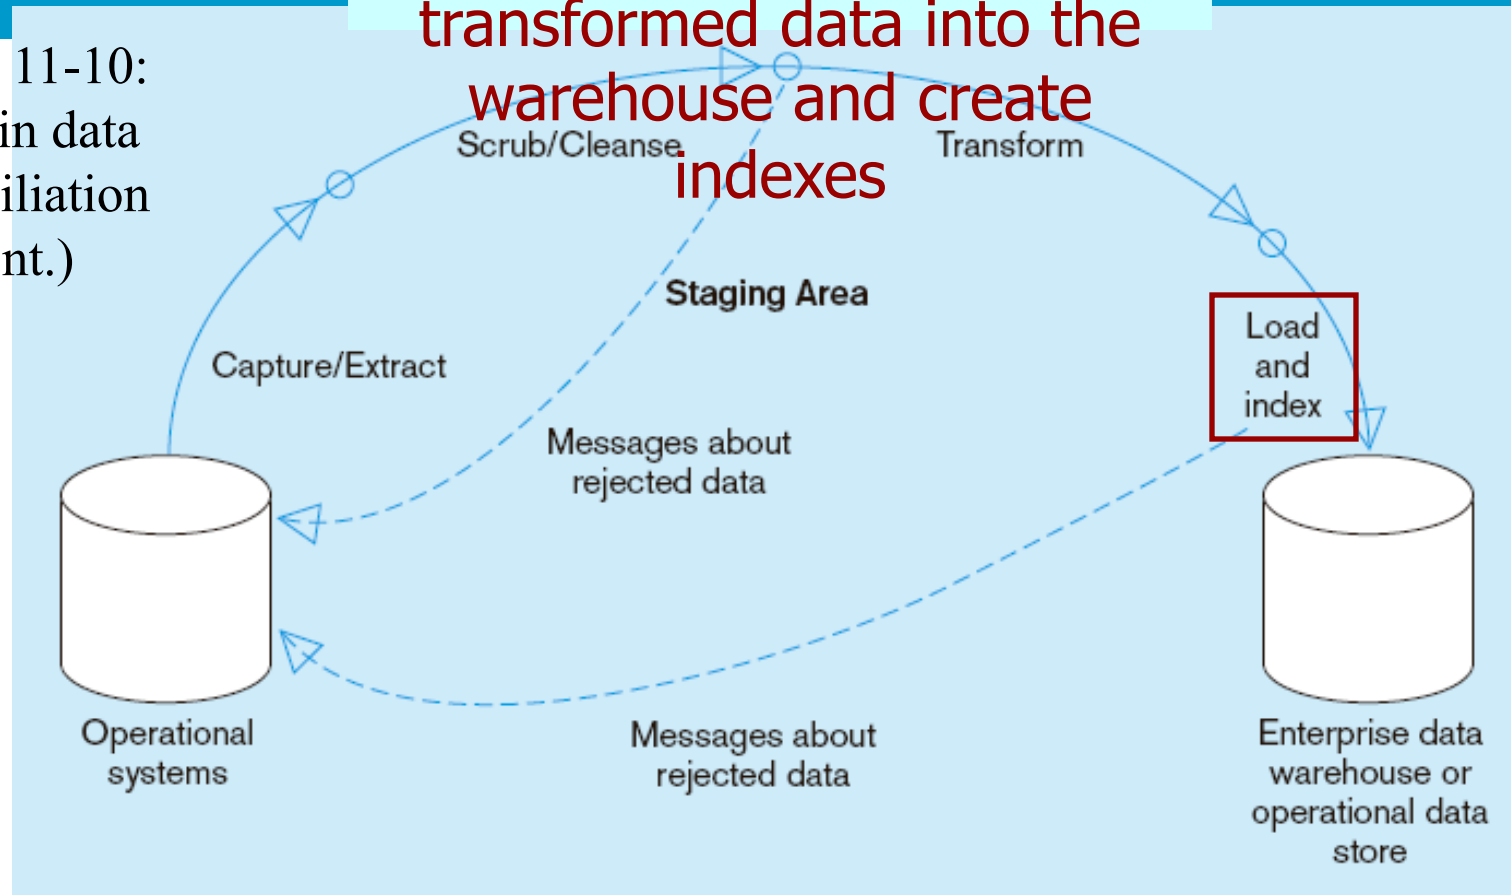 transformed data into the
warehouse and create
indexes
11-10:
in data
iliation
nt.)
Scrub/Cleanse
Transform
Staging Area
Capture/Extract
Load
and
index
Messages about
rejected data
Operational
systems
Messages about
rejected data
Enterprise data
warehouse or
operational data
store